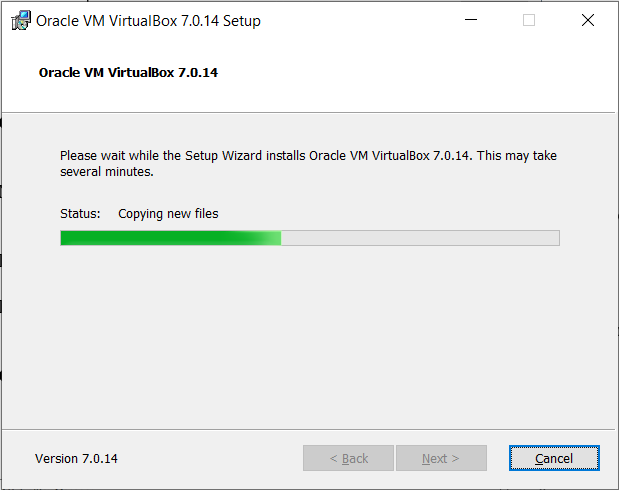 Oracle VM VirtualBox 7.0.14 Setup
Oracle VM VirtualBox 7.0.14
Please wait while the Setup Wizard installs Oracle VM VirtualBox 7.0.14. This may take
several minutes.
Status: Copying new files
Version 7.0.14
< Back
Next >
Cancel